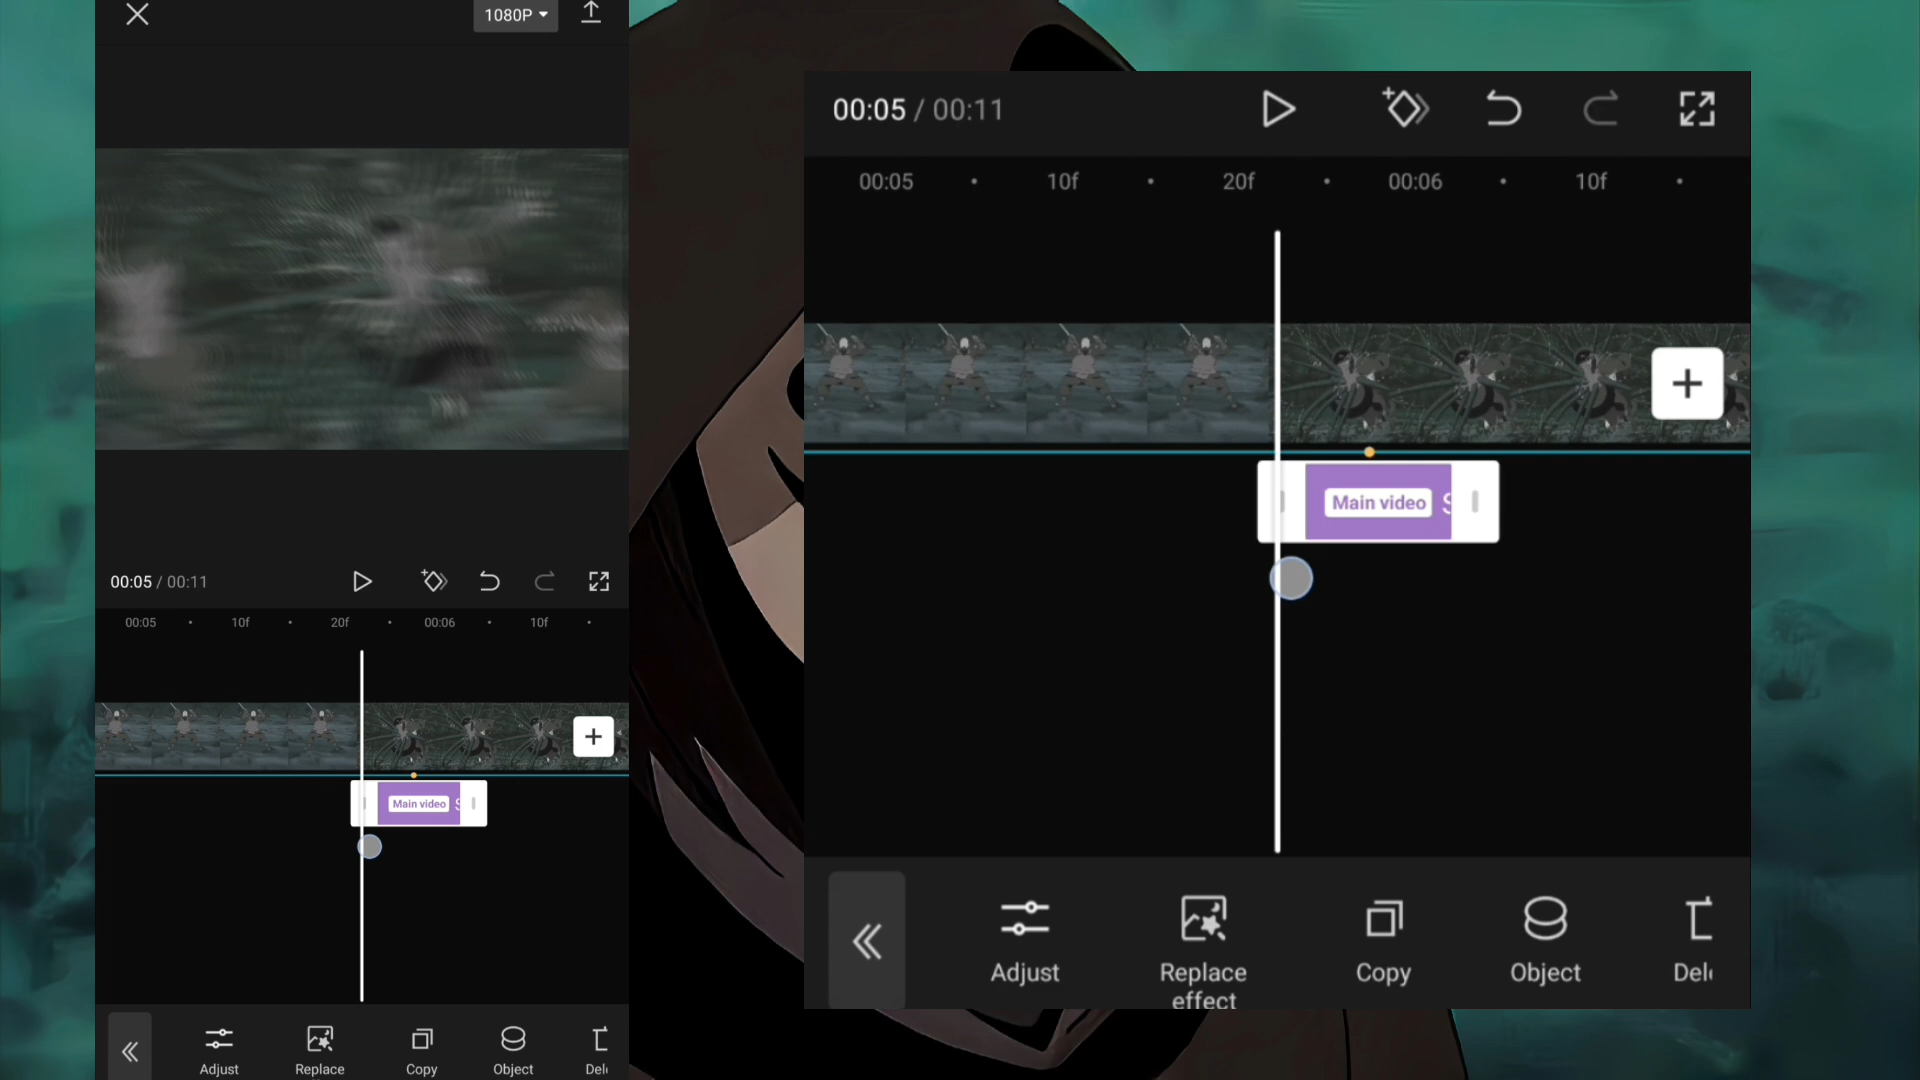 1080P
00:05 / 00:11
00:05 10f 20f 00:06 10f
Main video S
Adjust Replace Copy Object Del
00:05 / 00:11
00:05 10f 20f 00:06 10f
Main video S
Adjust Replace effect Copy Object Del